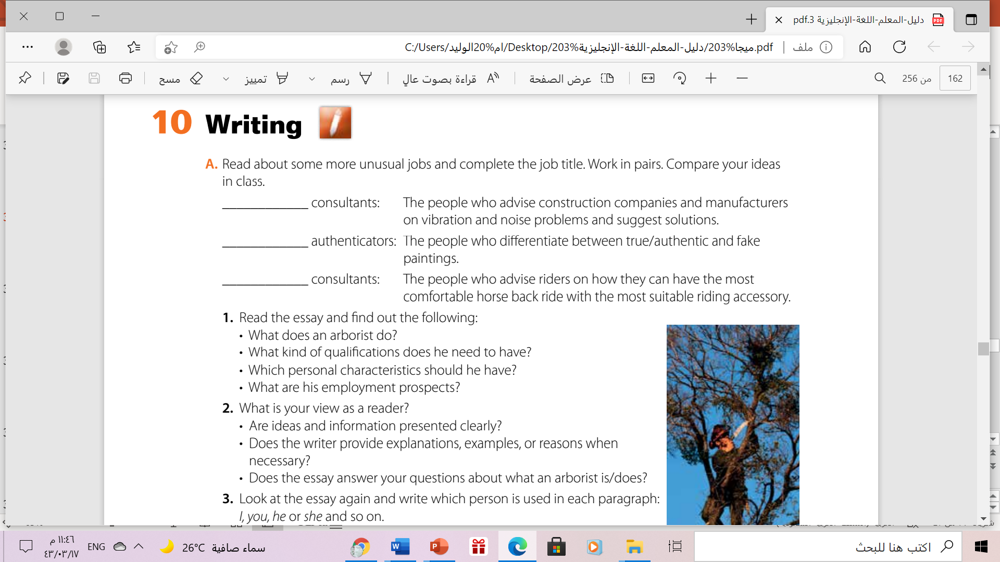 دليل-المعلم-اللغة-الإنجليزية 3.pdf
ملف
C:/Users/ام%20الوليد/Desktop/ميجا%203/دليل-المعلم-اللغة-الإنجليزية%203.pdf
162
من 256
عرض الصفحة
قراءة بصوت عالٍ
رسم
تمييز
مسح
10 Writing
A. Read about some more unusual jobs and complete the job title. Work in pairs. Compare your ideas
in class.
____________ consultants: The people who advise construction companies and manufacturers
on vibration and noise problems and suggest solutions.
____________ authenticators: The people who differentiate between true/authentic and fake
paintings.
____________ consultants: The people who advise riders on how they can have the most
comfortable horse back ride with the most suitable riding accessory.
1. Read the essay and find out the following:
• What does an arborist do?
• What kind of qualifications does he need to have?
• Which personal characteristics should he have?
• What are his employment prospects?
2. What is your view as a reader?
• Are ideas and information presented clearly?
• Does the writer provide explanations, examples, or reasons when
necessary?
• Does the essay answer your questions about what an arborist is/does?
3. Look at the essay again and write which person is used in each paragraph:
I, you, he or she and so on.
اكتب هنا للبحث
26°C سماء صافية
ENG
١١:٤٦ م
٤٣/٠٣/١٧